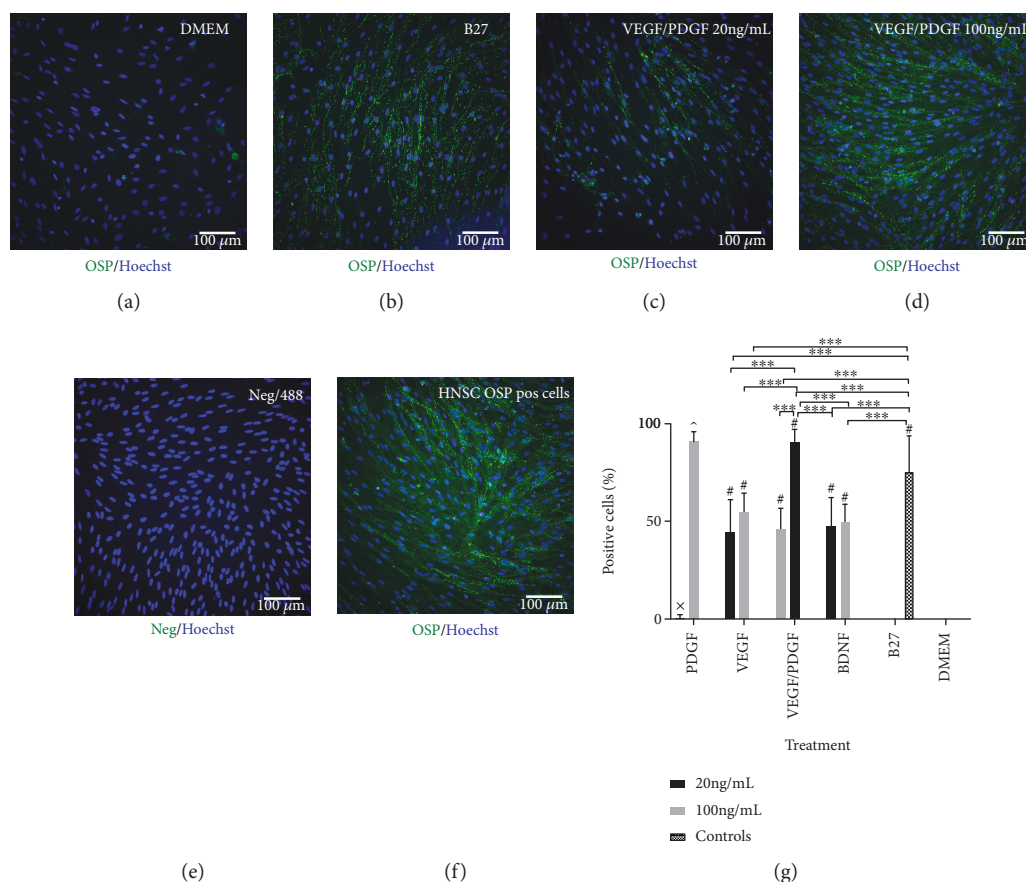 DMEM
100 µm
OSP/Hoechst
(a)
B27
100 µm
OSP/Hoechst
(b)
VEGF/PDGF 20ng/mL
100 µm
OSP/Hoechst
(c)
VEGF/PDGF 100ng/mL
100 µm
OSP/Hoechst
(d)
Neg/488
100 µm
Neg/Hoechst
(e)
HNSC OSP pos cells
100 µm
OSP/Hoechst
(f)
***
***
***
***
***
***
***
***
***
***
***
100
50
0
Positive cells (%)
×
^
#
#
#
#
#
#
#
PDGF
VEGF
VEGF/PDGF
BDNF
B27
DMEM
Treatment
20ng/mL
100ng/mL
Controls
(g)